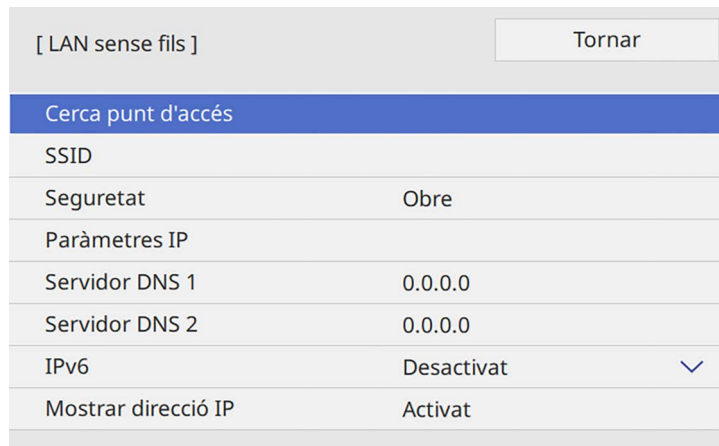 [ LAN sense fils ] Tornar
Cerca punt d'accés
SSID
Seguretat Obre
Paràmetres IP
Servidor DNS 1 0.0.0.0
Servidor DNS 2 0.0.0.0
IPv6 Desactivat
Mostrar direcció IP Activat